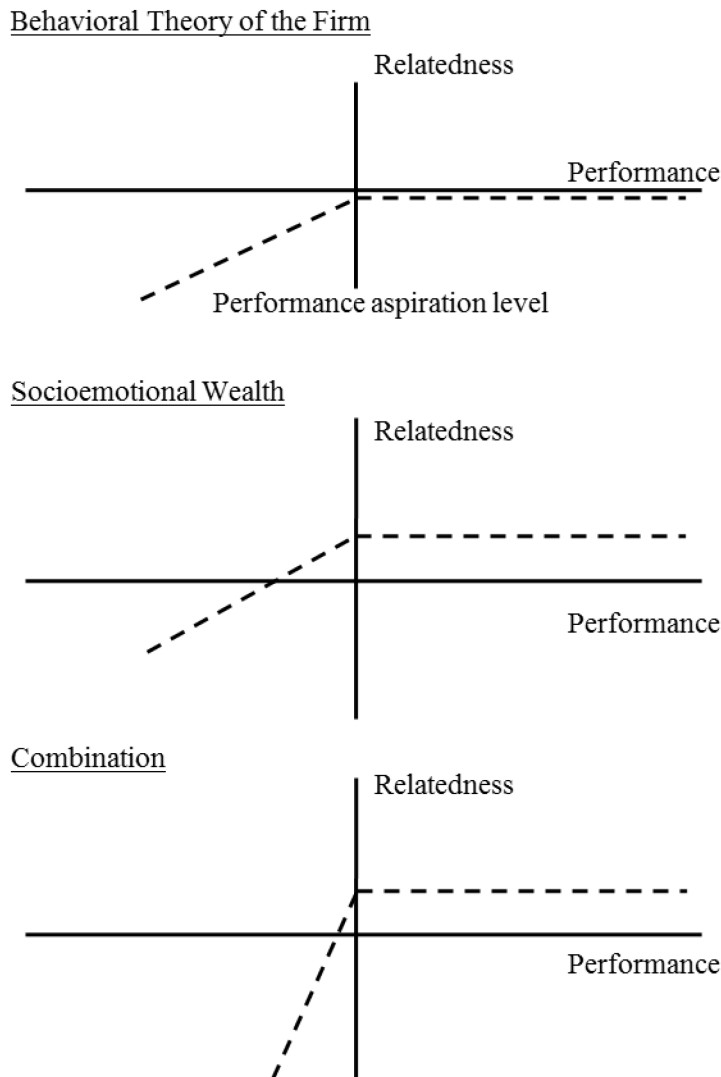 Behavioral Theory of the Firm
Relatedness
Performance
Performance aspiration level
Socioemotional Wealth
Relatedness
Performance
Combination
Relatedness
Performance